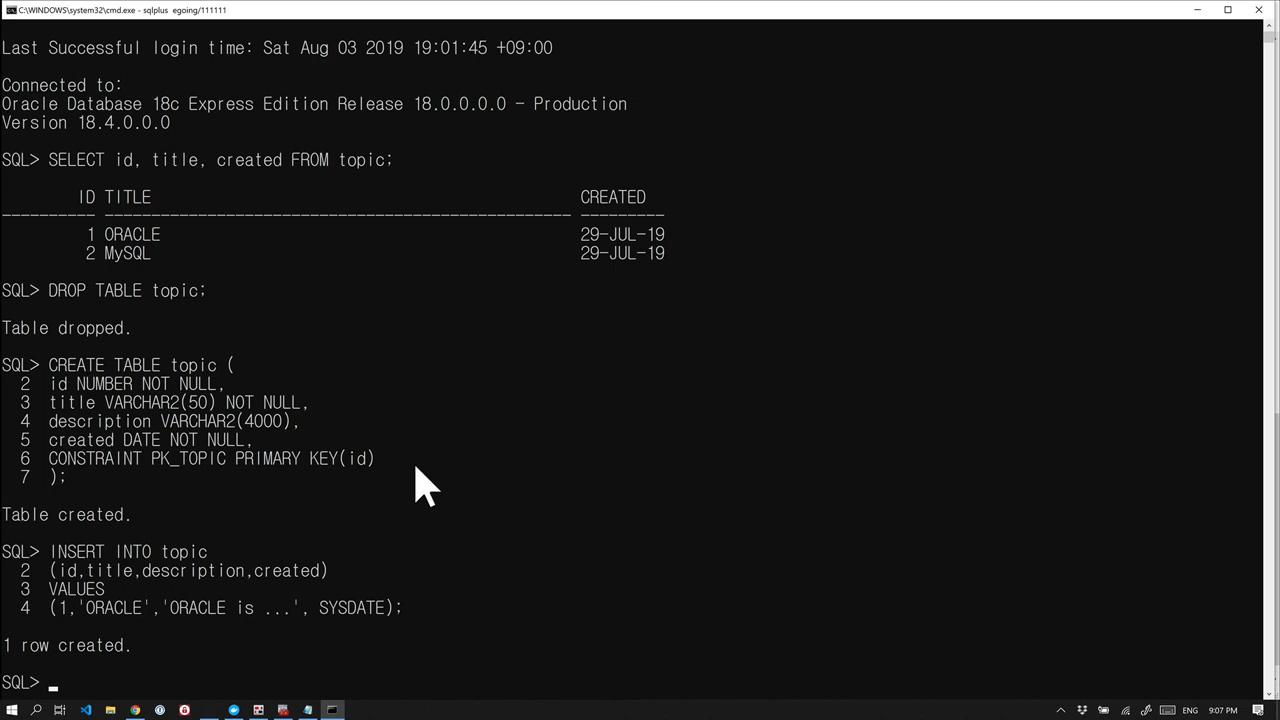 C:\WINDOWS\system32\cmd.exe - sqlplus  egoing/111111
Last Successful login time: Sat Aug 03 2019 19:01:45 +09:00
Connected to:
Oracle Database 18c Express Edition Release 18.0.0.0.0 - Production
Version 18.4.0.0.0
SQL> SELECT id, title, created FROM topic;
ID TITLE CREATED
---------- -------------------------------------------------- ---------
1 ORACLE 29-JUL-19
2 MySQL 29-JUL-19
SQL> DROP TABLE topic;
Table dropped.
SQL> CREATE TABLE topic (
2 id NUMBER NOT NULL,
3 title VARCHAR2(50) NOT NULL,
4 description VARCHAR2(4000),
5 created DATE NOT NULL,
6 CONSTRAINT PK_TOPIC PRIMARY KEY(id)
7 );
Table created.
SQL> INSERT INTO topic
2 (id,title,description,created)
3 VALUES
4 (1,'ORACLE','ORACLE is ...', SYSDATE);
1 row created.
SQL>
ENG 9:07 PM